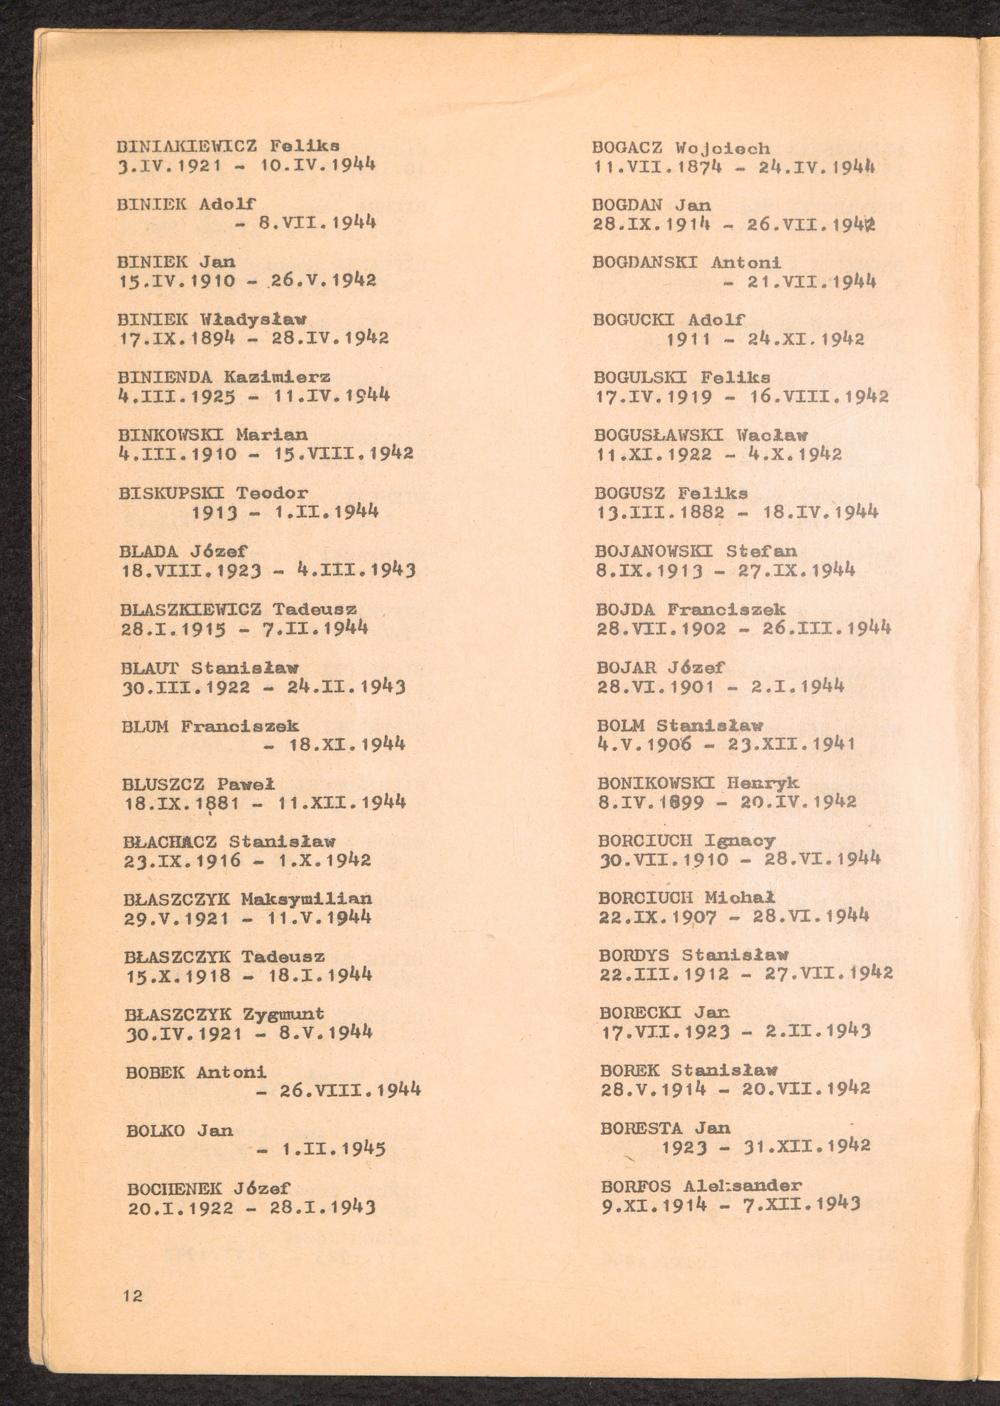 BINIAKIEWICZ Feliks
3.IV.1921 - 10.IV.1944
BINIEK Adolf
- 8.VII.1944
BINIEK Jan
15.IV.1910 - 26.V.1942
BINIEK Władysław
17.IX.1894 - 28.IV.1942
BINIENDA Kazimierz
4.III.1925 - 11.IV.1944
BINKOWSKI Marian
4.III.1910 - 15.VIII.1942
BISKUPSKI Teodor
1913 - 1.II.1944
BLADA Józef
18.VIII.1923 - 4.III.1943
BLASZKIEWICZ Tadeusz
28.I.1915 - 7.II.1944
BLAUT Stanisław
30.III.1922 - 24.II.1943
BLUM Franciszek
- 18.XI.1944
BLUSZCZ Paweł
18.IX.1881 - 11.XII.1944
BŁACHACZ Stanisław
23.IX.1916 - 1.X.1942
BŁASZCZYK Maksymilian
29.V.1921 - 11.V.1944
BŁASZCZYK Tadeusz
15.X.1918 - 18.I.1944
BŁASZCZYK Zygmunt
30.IV.1921 - 8.V.1944
BOBEK Antoni
- 26.VIII.1944
BOLKO Jan
- 1.II.1945
BOCHENEK Józef
20.I.1922 - 28.I.1943
BOGACZ Wojciech
11.VII.1874 - 24.IV.1944
BOGDAN Jan
28.IX.1914 - 26.VII.1942
BOGDANSKI Antoni
- 21.VII.1944
BOGUCKI Adolf
1911 - 24.XI.1942
BOGULSKI Feliks
17.IV.1919 - 16.VIII.1942
BOGUSŁAWSKI Wacław
11.XI.1922 - 4.X.1942
BOGUSZ Feliks
13.III.1882 - 18.IV.1944
BOJANOWSKI Stefan
8.IX.1913 - 27.IX.1944
BOJDA Franciszek
28.VII.1902 - 26.III.1944
BOJAR Józef
28.VI.1901 - 2.I.1944
BOLM Stanisław
4.V.1906 - 23.XII.1941
BONIKOWSKI Henryk
8.IV.1899 - 20.IV.1942
BORCIUCH Ignacy
30.VII.1910 - 28.VI.1944
BORCIUCH Michał
22.IX.1907 - 28.VI.1944
BORDYS Stanisław
22.III.1912 - 27.VII.1942
BORECKI Jan
17.VII.1923 - 2.II.1943
BOREK Stanisław
28.V.1914 - 20.VII.1942
BORESTA Jan
1923 - 31.XII.1942
BORFOS Aleksander
9.XI.1914 - 7.XII.1943
12